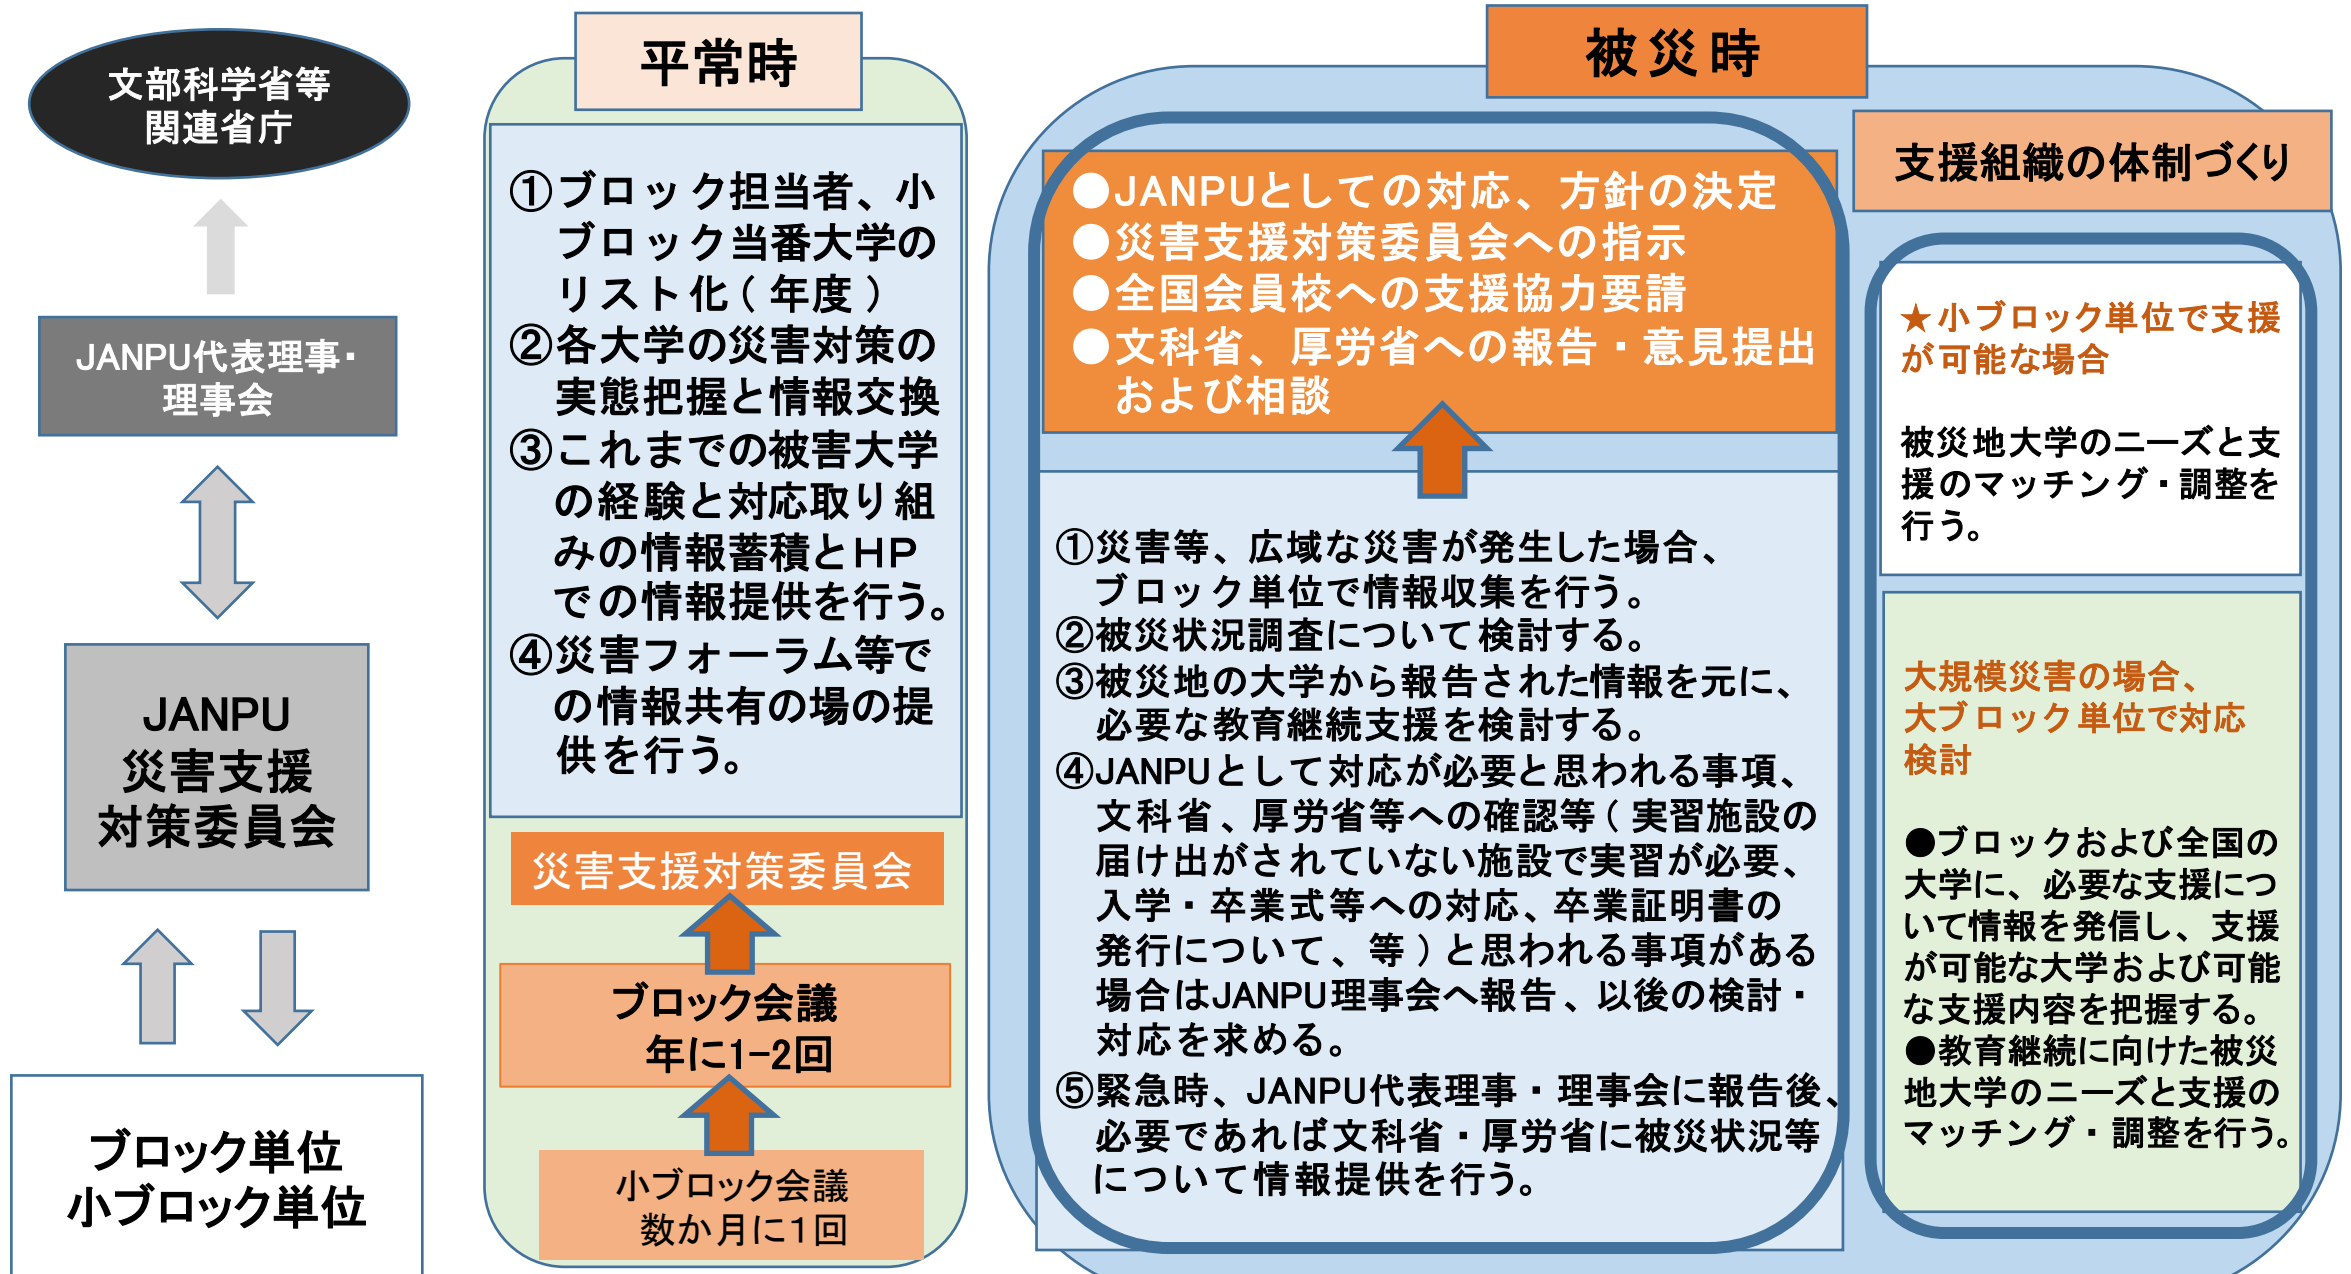 文部科学省等
関連省庁
JANPU代表理事・
理事会
JANPU
災害支援
対策委員会
ブロック単位
小ブロック単位
平常時
①ブロック担当者、小
ブロック当番大学の
リスト化(年度)
②各大学の災害対策の
実態把握と情報交換
③これまでの被害大学
の経験と対応取り組
みの情報蓄積とHP
での情報提供を行う。
④災害フォーラム等で
の情報共有の場の提
供を行う。
災害支援対策委員会
ブロック会議
年に1-2回
小ブロック会議
数か月に1回
被災時
●JANPUとしての対応、方針の決定
●災害支援対策委員会への指示
●全国会員校への支援協力要請
●文科省、厚労省への報告・意見提出
および相談
①災害等、広域な災害が発生した場合、
ブロック単位で情報収集を行う。
②被災状況調査について検討する。
③被災地の大学から報告された情報を元に、
必要な教育継続支援を検討する。
④JANPUとして対応が必要と思われる事項、
文科省、厚労省等への確認等(実習施設の
届け出がされていない施設で実習が必要、
入学・卒業式等への対応、卒業証明書の
発行について、等)と思われる事項がある
場合はJANPU理事会へ報告、以後の検討・
対応を求める。
⑤緊急時、JANPU代表理事・理事会に報告後、
必要であれば文科省・厚労省に被災状況等
について情報提供を行う。
支援組織の体制づくり
★小ブロック単位で支援
が可能な場合
被災地大学のニーズと支
援のマッチング・調整を
行う。
大規模災害の場合、
大ブロック単位で対応
検討
●ブロックおよび全国の
大学に、必要な支援につ
いて情報を発信し、支援
が可能な大学および可能
な支援内容を把握する。
●教育継続に向けた被災
地大学のニーズと支援の
マッチング・調整を行う。